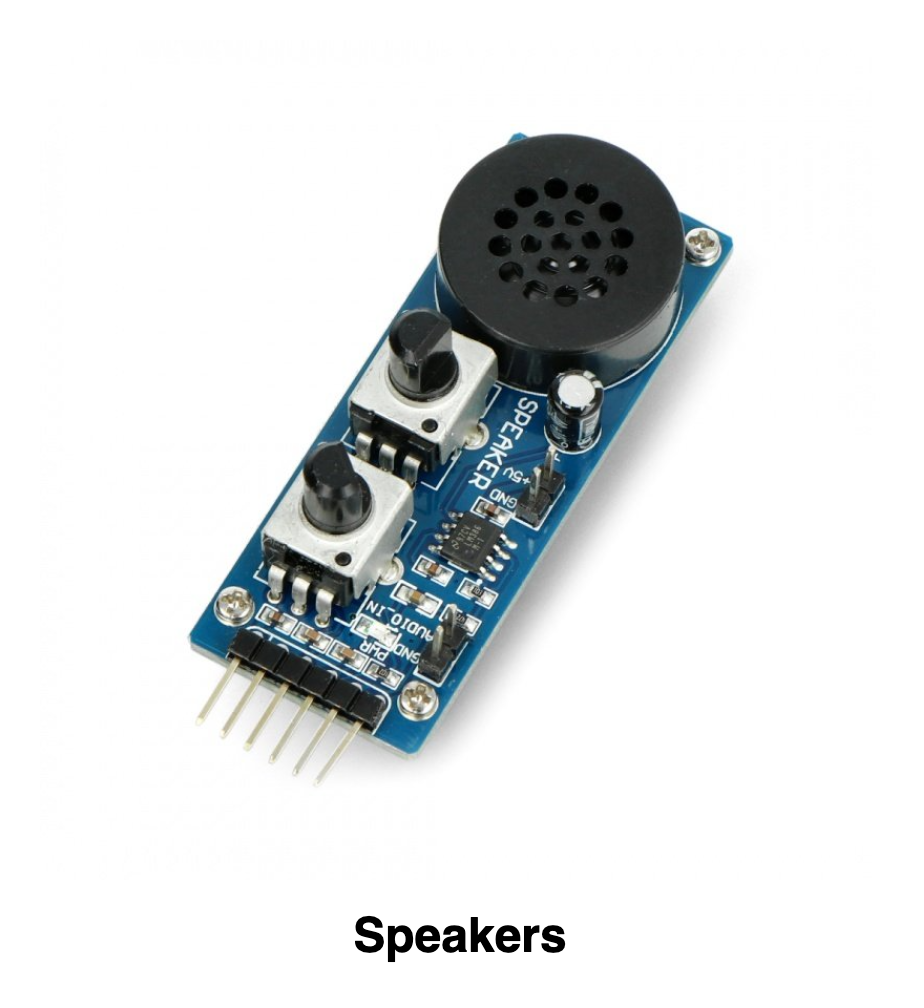 SPEAKER
+5V
GND
AUDIO_IN
GND
PWR
Speakers